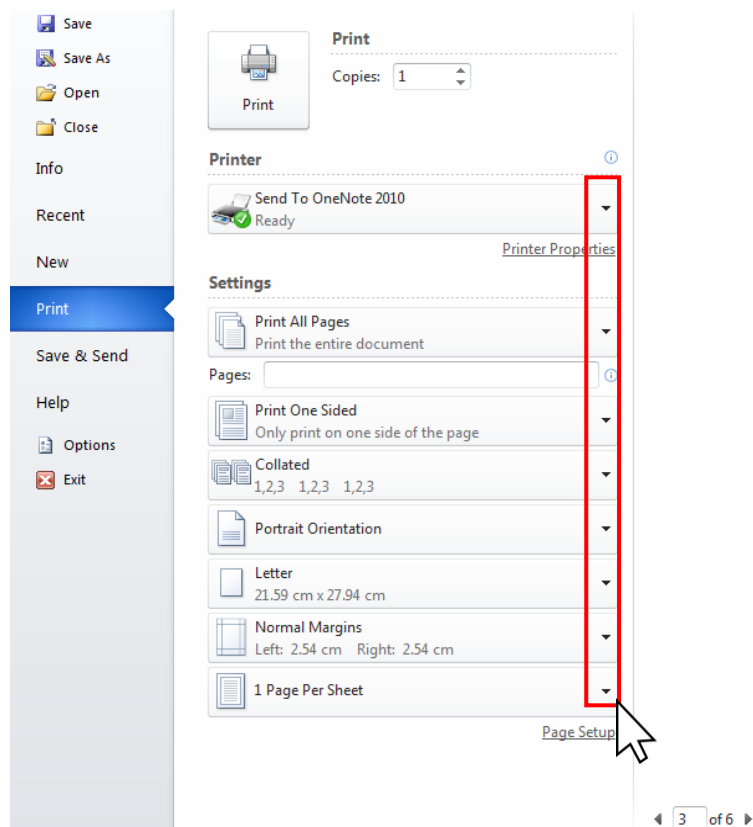 Save
Save As
Open
Close
Info
Recent
New
Print
Save & Send
Help
Options
Exit
Print
Print
Copies: 1
Printer
Send To OneNote 2010
Ready
Printer Properties
Settings
Print All Pages
Print the entire document
Pages:
Print One Sided
Only print on one side of the page
Collated
1,2,3 1,2,3 1,2,3
Portrait Orientation
Letter
21.59 cm x 27.94 cm
Normal Margins
Left: 2.54 cm Right: 2.54 cm
1 Page Per Sheet
Page Setup
3 of 6